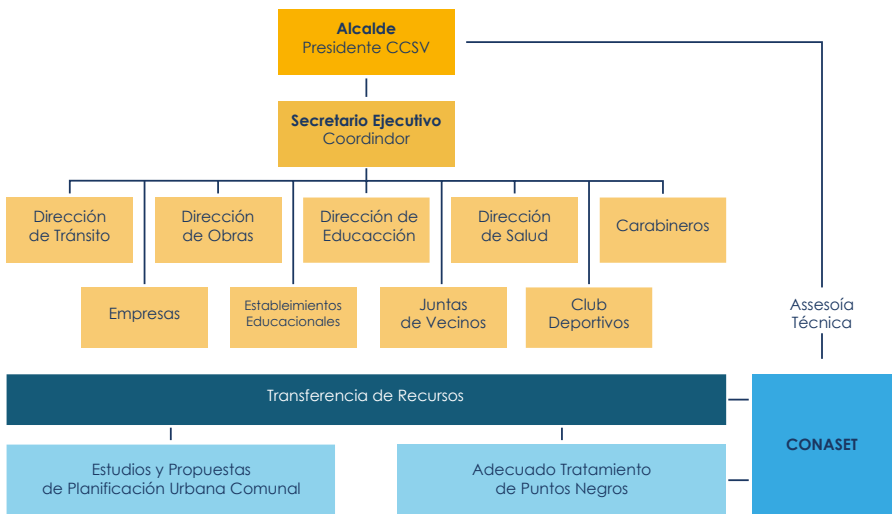 Alcalde
Presidente CCSV
Secretario Ejecutivo
Coordindor
Dirección
de Tránsito
Dirección
de Obras
Dirección de
Educacción
Dirección
de Salud
Carabineros
Empresas
Estableimientos
Educacionales
Juntas
de Vecinos
Club
Deportivos
Assesoía
Técnica
Transferencia de Recursos
CONASET
Estudios y Propuestas
de Planificación Urbana Comunal
Adecuado Tratamiento
de Puntos Negros